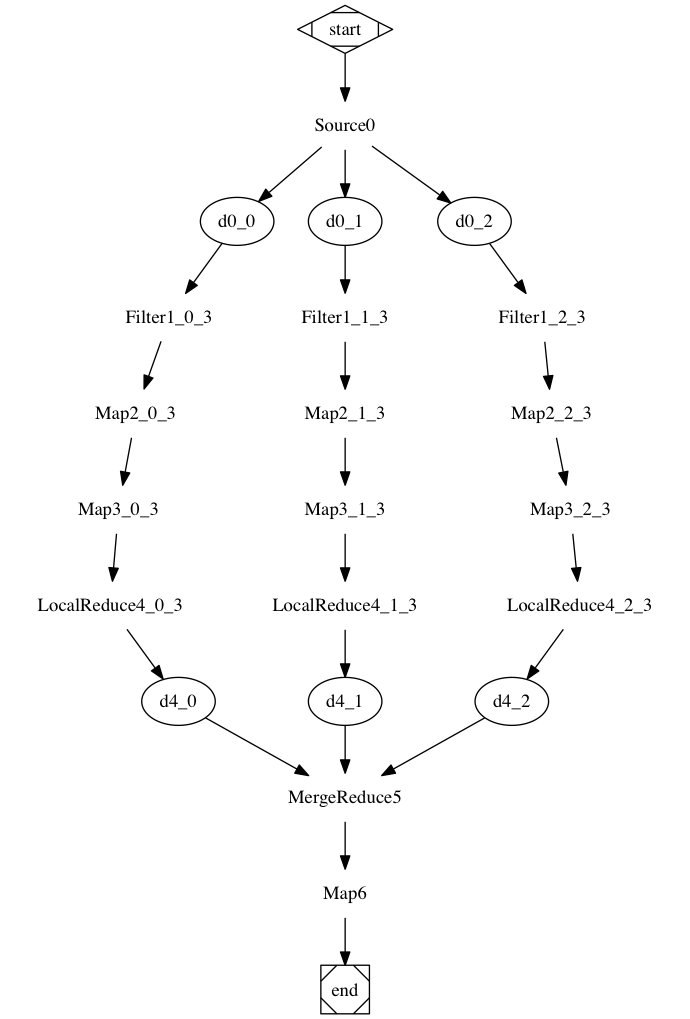 start
Source0
d0_0 d0_1 d0_2
Filter1_0_3 Filter1_1_3 Filter1_2_3
Map2_0_3 Map2_1_3 Map2_2_3
Map3_0_3 Map3_1_3 Map3_2_3
LocalReduce4_0_3 LocalReduce4_1_3 LocalReduce4_2_3
d4_0 d4_1 d4_2
MergeReduce5
Map6
end